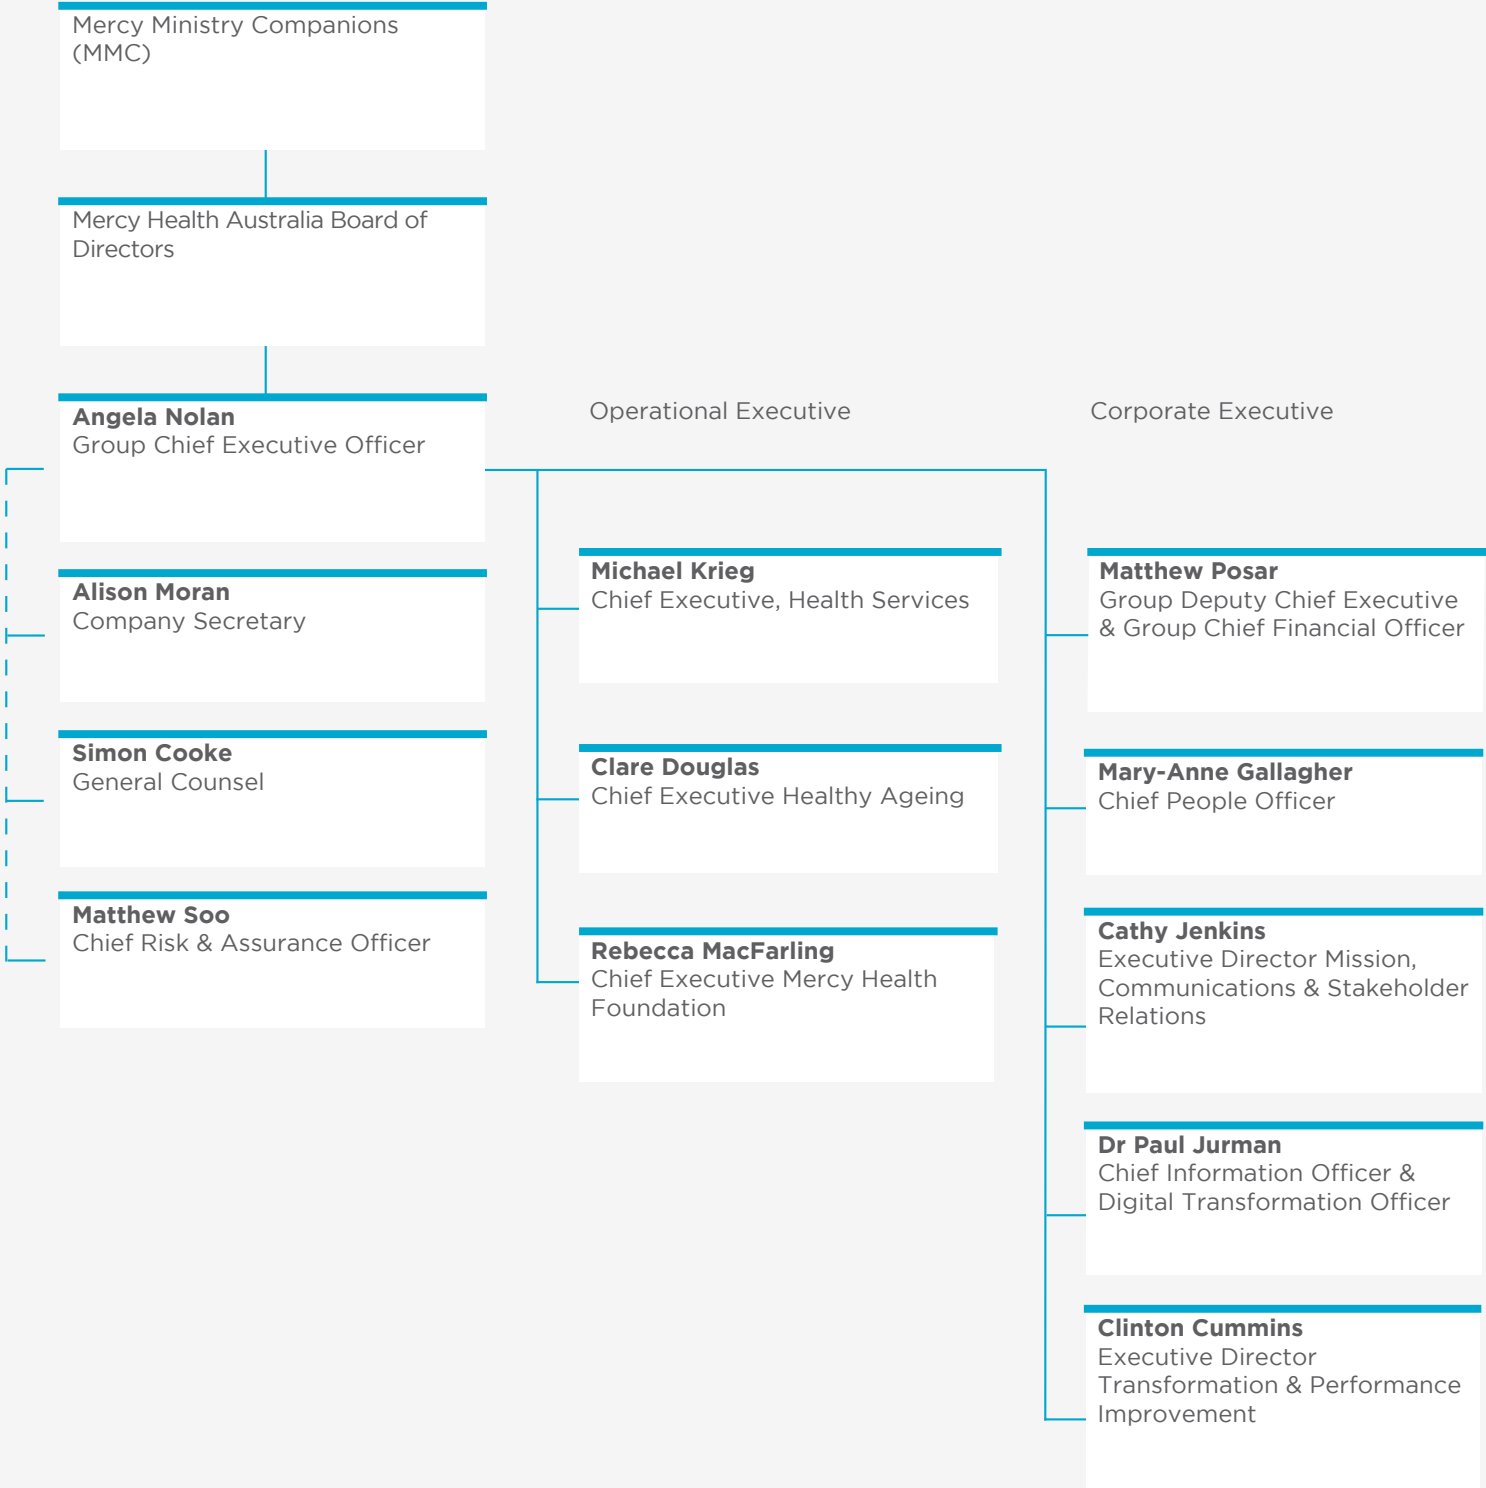 Mercy Ministry Companions
(MMC)
Mercy Health Australia Board of
Directors
Angela Nolan
Group Chief Executive Officer
Alison Moran
Company Secretary
Simon Cooke
General Counsel
Matthew Soo
Chief Risk & Assurance Officer
Operational Executive
Michael Krieg
Chief Executive, Health Services
Clare Douglas
Chief Executive Healthy Ageing
Rebecca MacFarling
Chief Executive Mercy Health
Foundation
Corporate Executive
Matthew Posar
Group Deputy Chief Executive
& Group Chief Financial Officer
Mary-Anne Gallagher
Chief People Officer
Cathy Jenkins
Executive Director Mission,
Communications & Stakeholder
Relations
Dr Paul Jurman
Chief Information Officer &
Digital Transformation Officer
Clinton Cummins
Executive Director
Transformation & Performance
Improvement